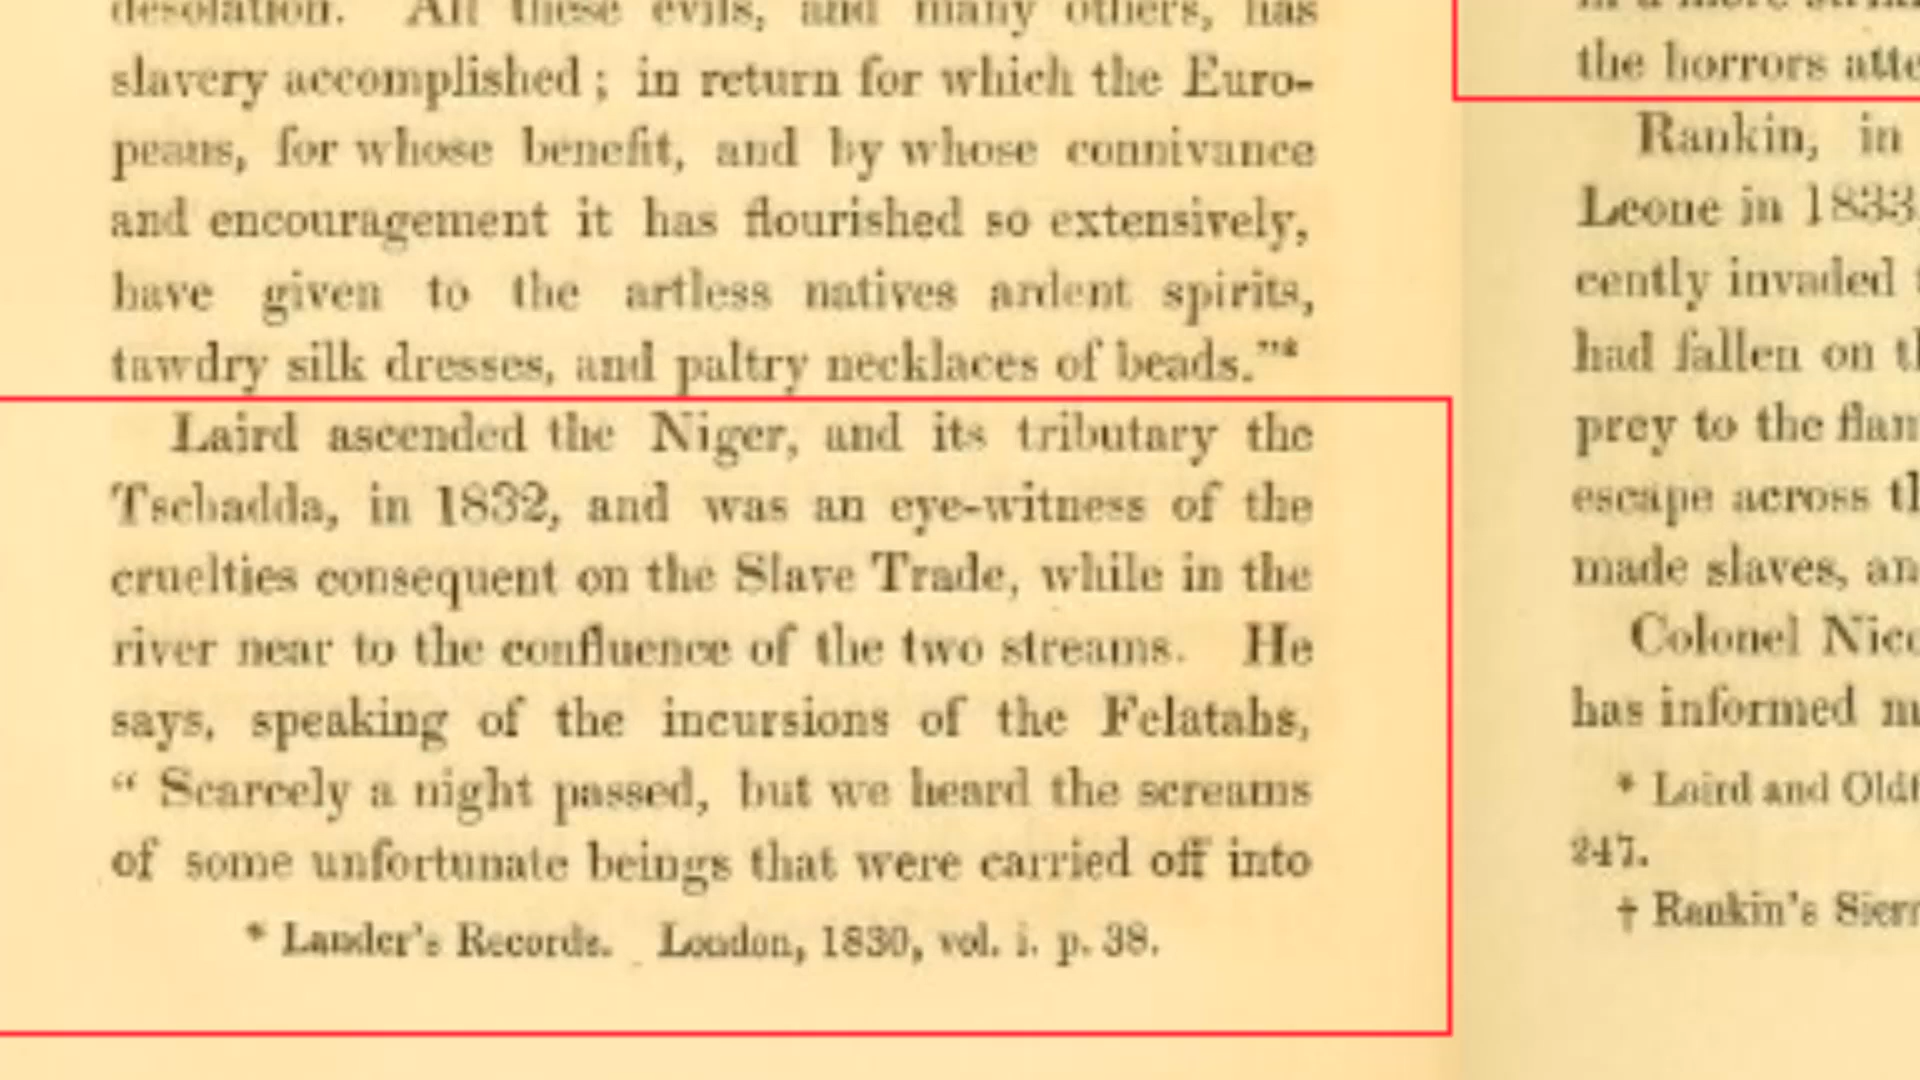 desolation. All these evils, and many others, has
slavery accomplished; in return for which the Euro-
peans, for whose benefit, and by whose connivance
and encouragement it has flourished so extensively,
have given to the artless natives ardent spirits,
tawdry silk dresses, and paltry necklaces of beads."*
Laird ascended the Niger, and its tributary the
Tschadda, in 1832, and was an eye-witness of the
cruelties consequent on the Slave Trade, while in the
river near to the confluence of the two streams. He
says, speaking of the incursions of the Felatahs,
" Scarcely a night passed, but we heard the screams
of some unfortunate beings that were carried off into
* Lander's Records. London, 1830, vol. i. p. 38.
in a more
the horrors
Rankin, in
Leone in 1833,
cently invaded
had fallen on
prey to the
escape across
made slaves,
Colonel
has informed
* Laird and
247.
† Rankin's